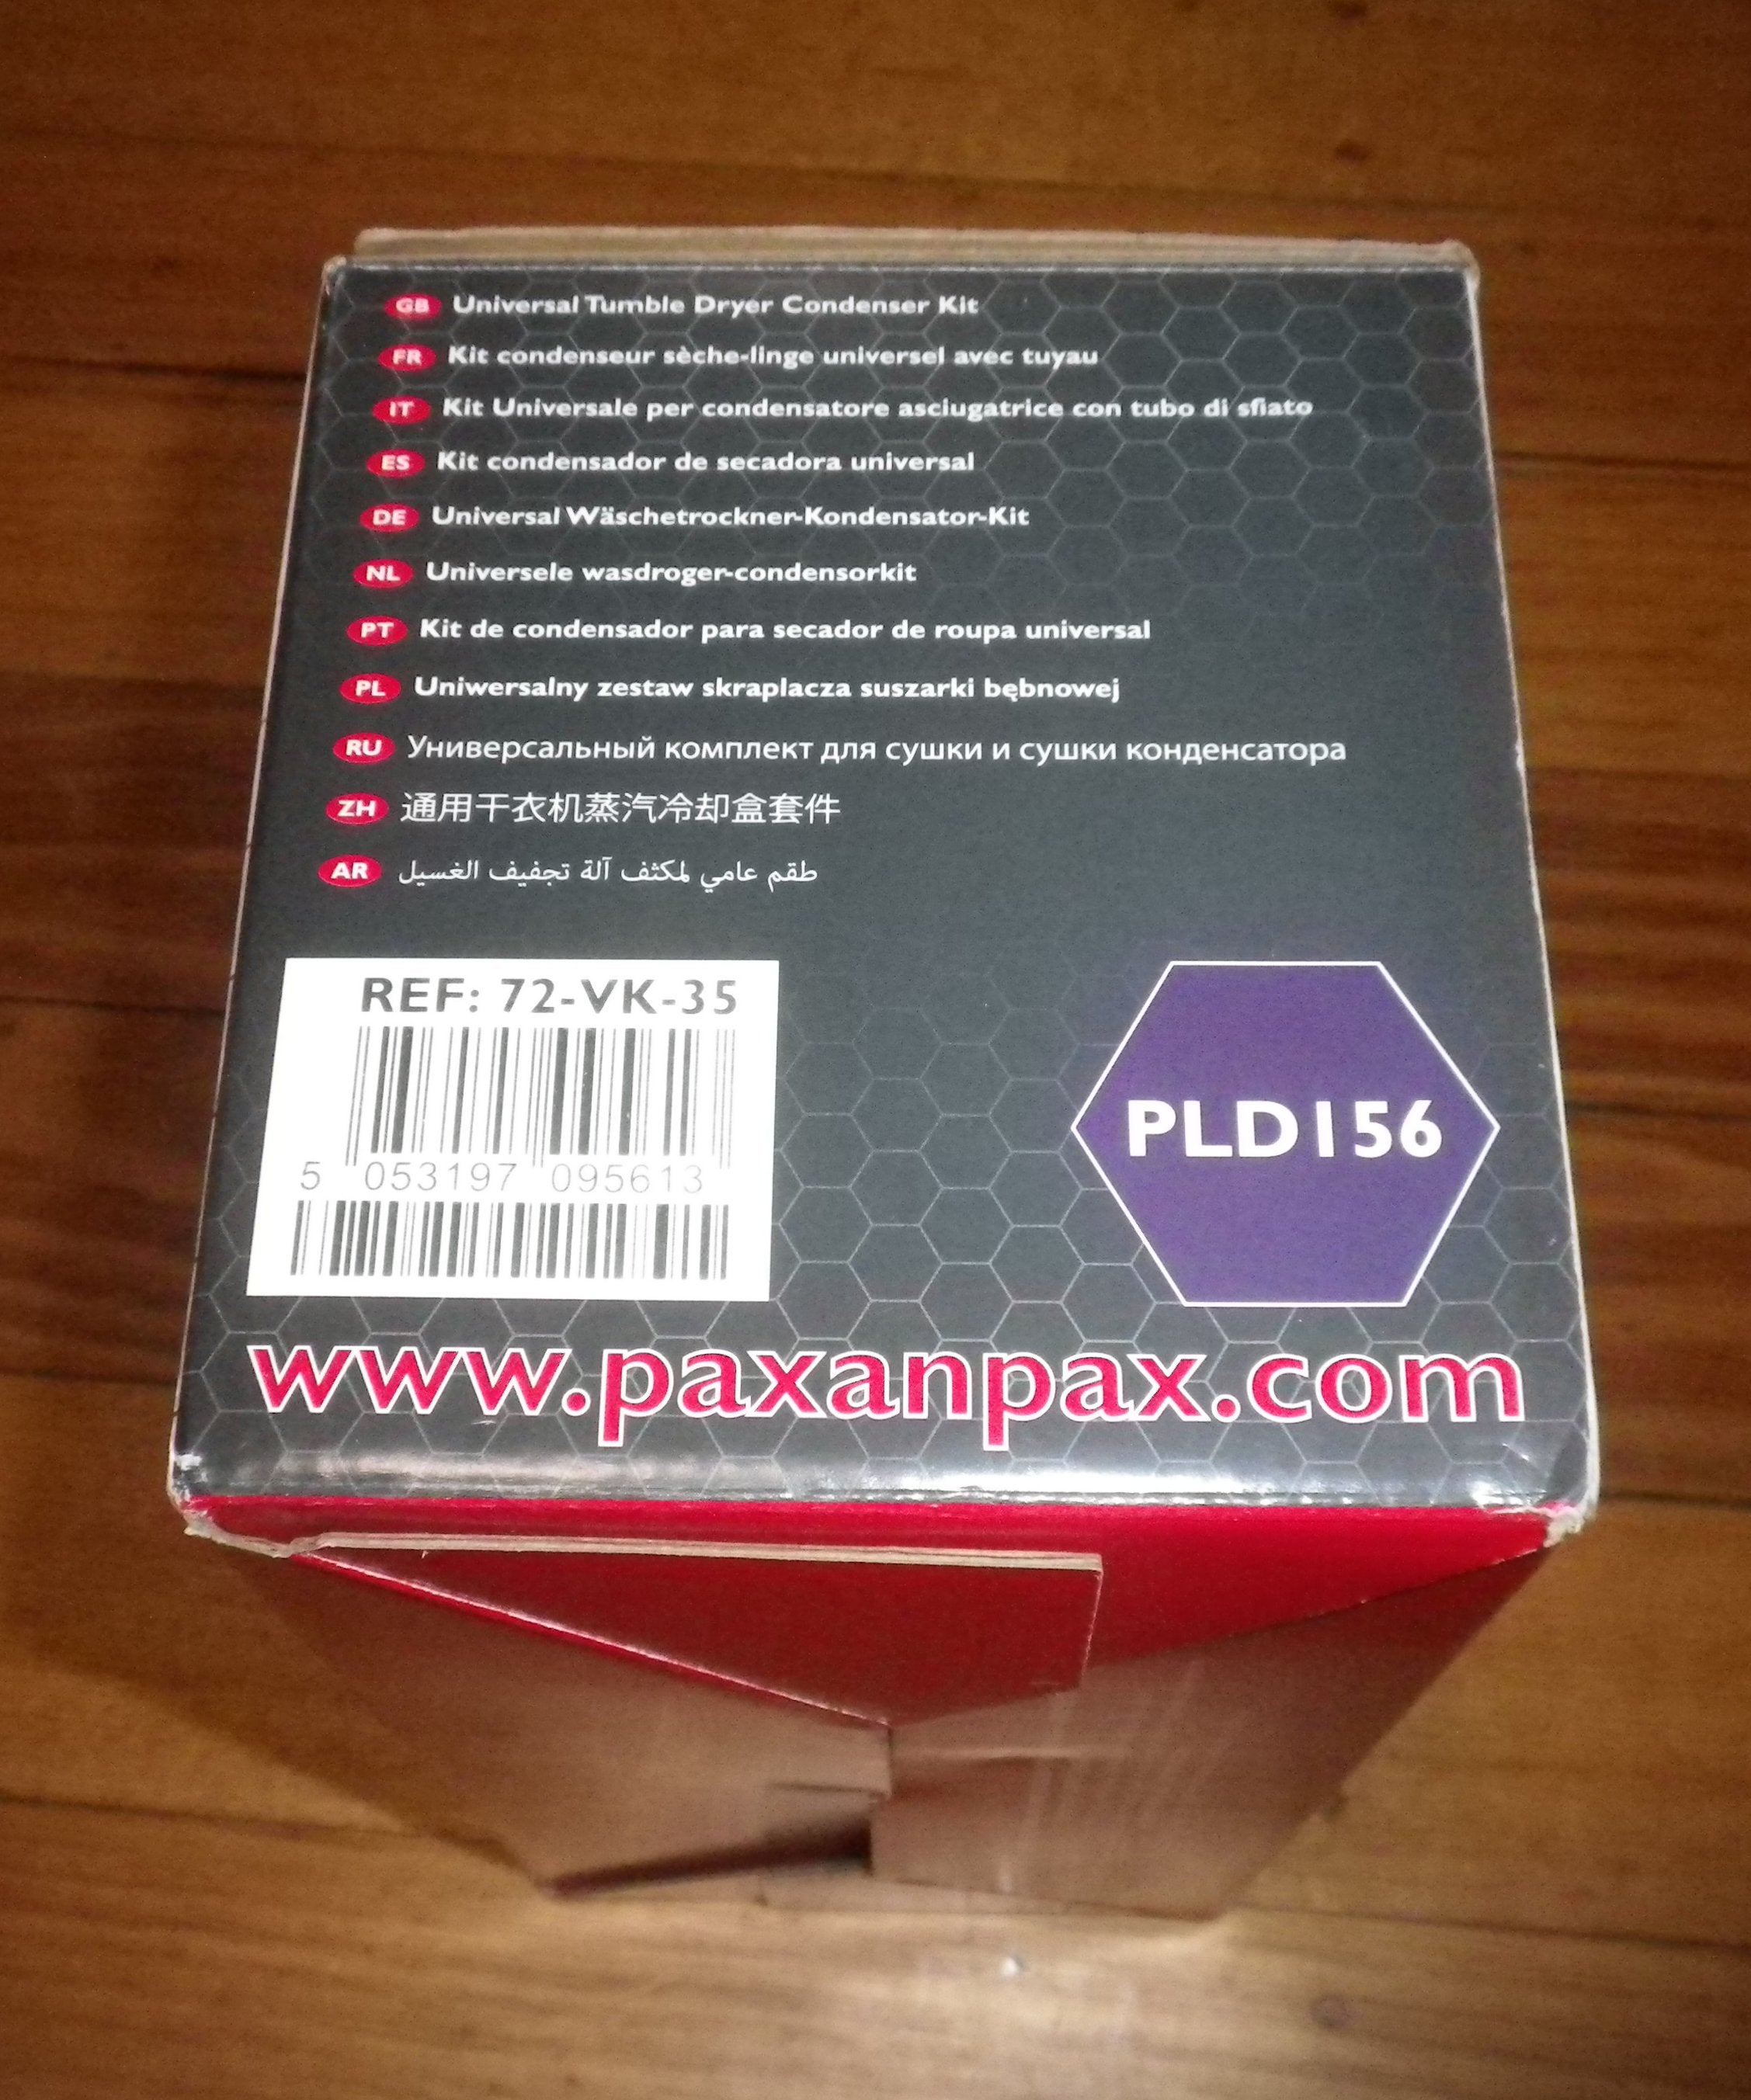 GB Universal Tumble Dryer Condenser Kit
FR Kit condenseur sèche-linge universel avec tuyau
IT Kit Universale per condensatore asciugatrice con tubo di sfiato
ES Kit condensador de secadora universal
DE Universal Wäschetrockner-Kondensator-Kit
NL Universele wasdroger-condensorkit
PT Kit de condensador para secador de roupa universal
PL Uniwersalny zestaw skraplacza suszarki bębnowej
RU Универсальный комплект для сушки и сушки конденсатора
ZH 通用干衣机蒸汽冷却盒套件
AR طقم عامي لمكثف آلة تجفيف الغسيل
REF: 72-VK-35
5 053197 095613
PLD156
www.paxanpax.com